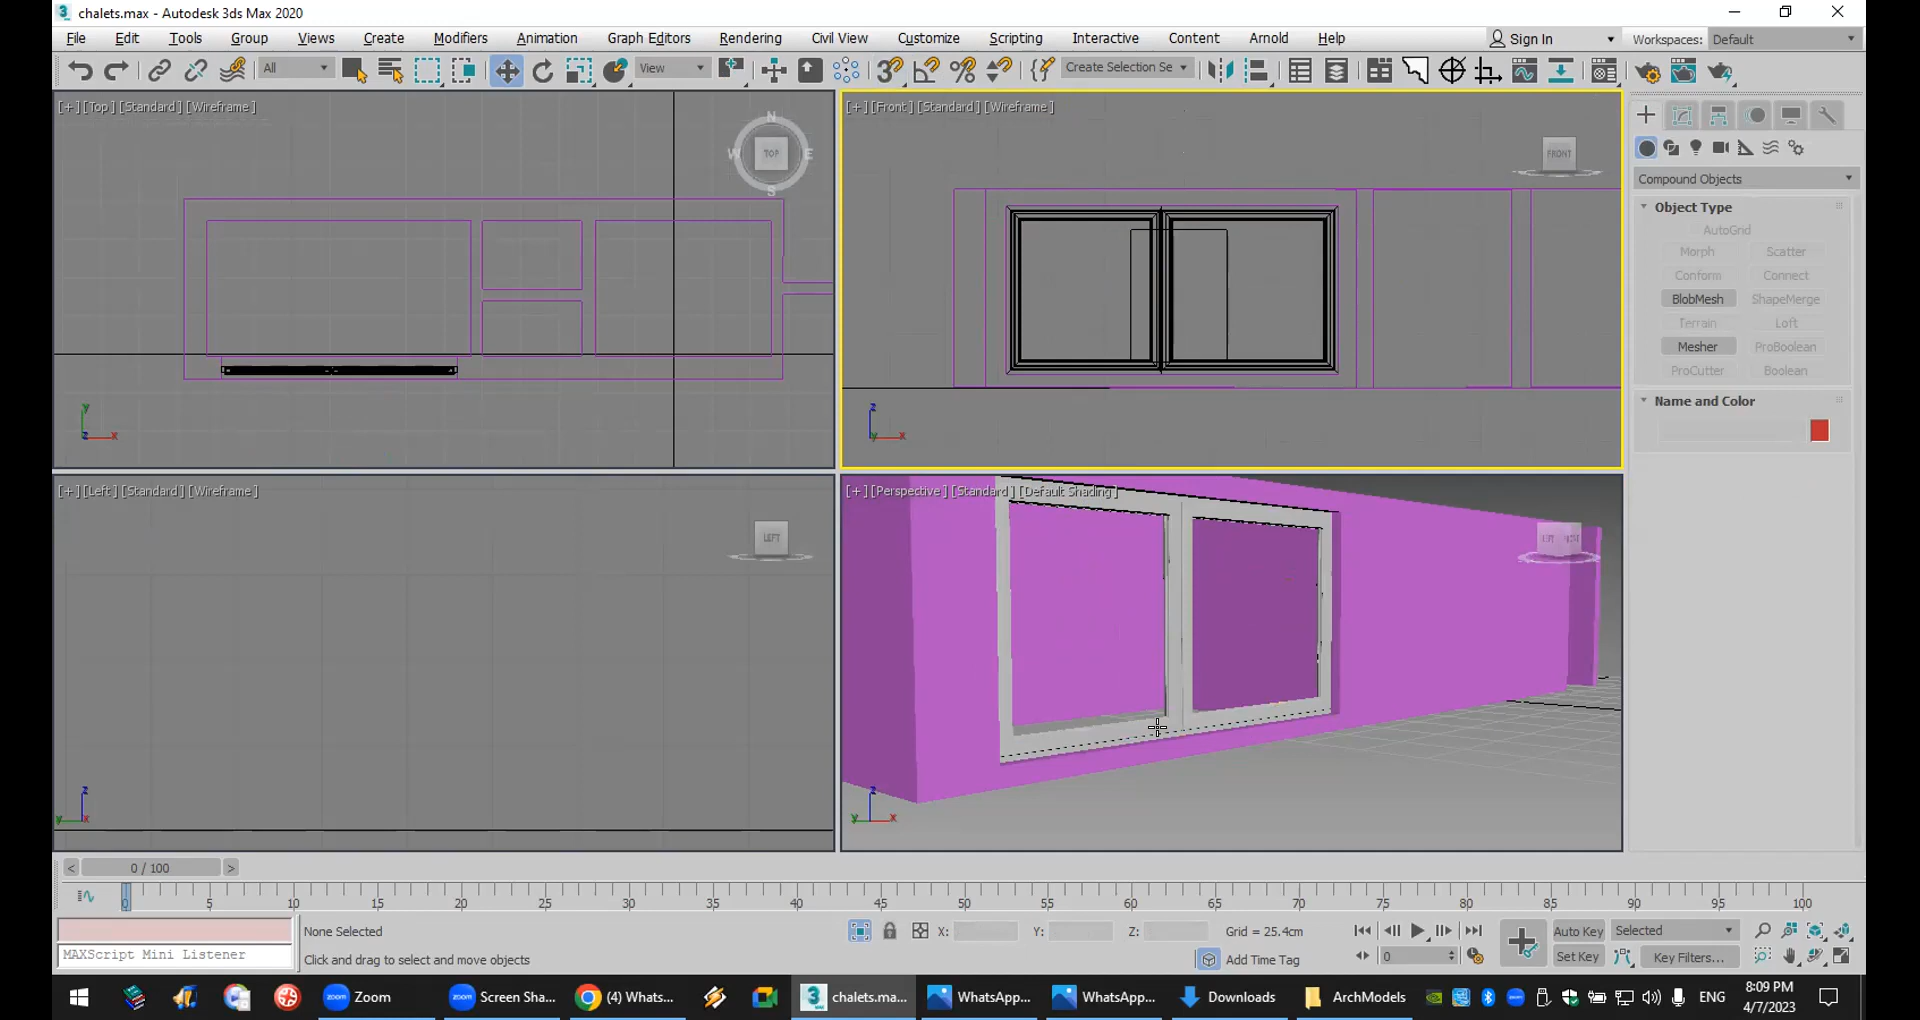 chalets.max - Autodesk 3ds Max 2020
File Edit Tools Group Views Create Modifiers Animation Graph Editors Rendering Civil View Customize Scripting Interactive Content Arnold Help Sign In Workspaces: Default
All View Create Selection Se
[+] [Top] [Standard] [Wireframe]
N
W TOP E
S
y
z x
[+] [Front] [Standard] [Wireframe]
FRONT
z
y x
[+] [Left] [Standard] [Wireframe]
LEFT
z
y x
[+] [Perspective] [Standard] [Default Shading]
LEFT
z
y x
Compound Objects
Object Type
AutoGrid
Morph Scatter
Conform Connect
BlobMesh ShapeMerge
Terrain Loft
Mesher ProBoolean
ProCutter Boolean
Name and Color
< 0 / 100 >
0 5 10 15 20 25 30 35 40 45 50 55 60 65 70 75 80 85 90 95 100
None Selected X: Y: Z: Grid = 25.4cm Auto Key Selected
MAXScript Mini Listener Click and drag to select and move objects Add Time Tag 0 Set Key Key Filters...
Zoom Screen Sha... (4) Whats... chalets.ma... WhatsApp... WhatsApp... Downloads ArchModels ENG 8:09 PM
4/7/2023